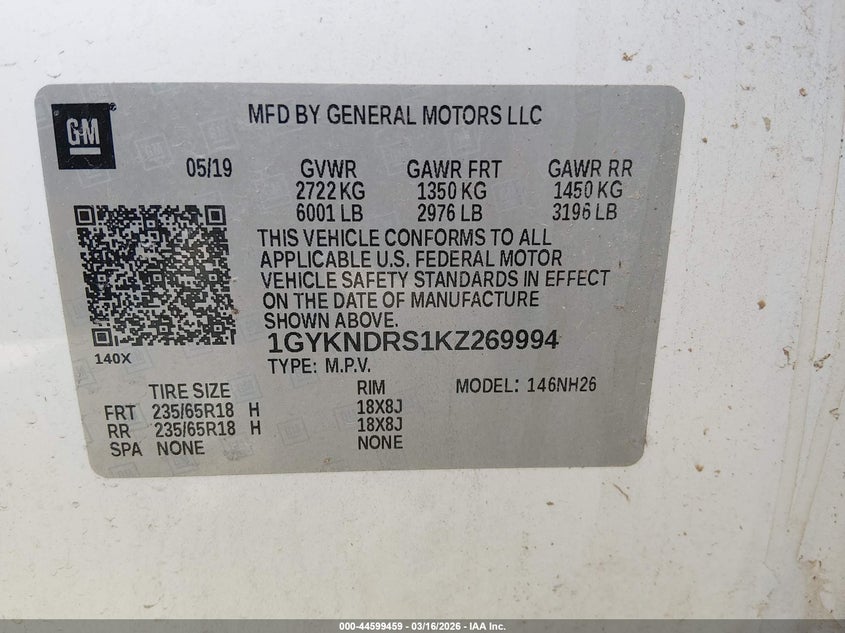 GM
MFD BY GENERAL MOTORS LLC
05/19 GVWR GAWR FRT GAWR RR
2722 KG 1350 KG 1450 KG
6001 LB 2976 LB 3196 LB
THIS VEHICLE CONFORMS TO ALL
APPLICABLE U.S. FEDERAL MOTOR
VEHICLE SAFETY STANDARDS IN EFFECT
ON THE DATE OF MANUFACTURE
SHOWN ABOVE.
1GYKNDRS1KZ269994
140X
TYPE: M.P.V.
TIRE SIZE RIM MODEL: 146NH26
FRT 235/65R18 H 18X8J
RR 235/65R18 H 18X8J
SPA NONE NONE
000-44599459 - 03/16/2026 - IAA Inc.